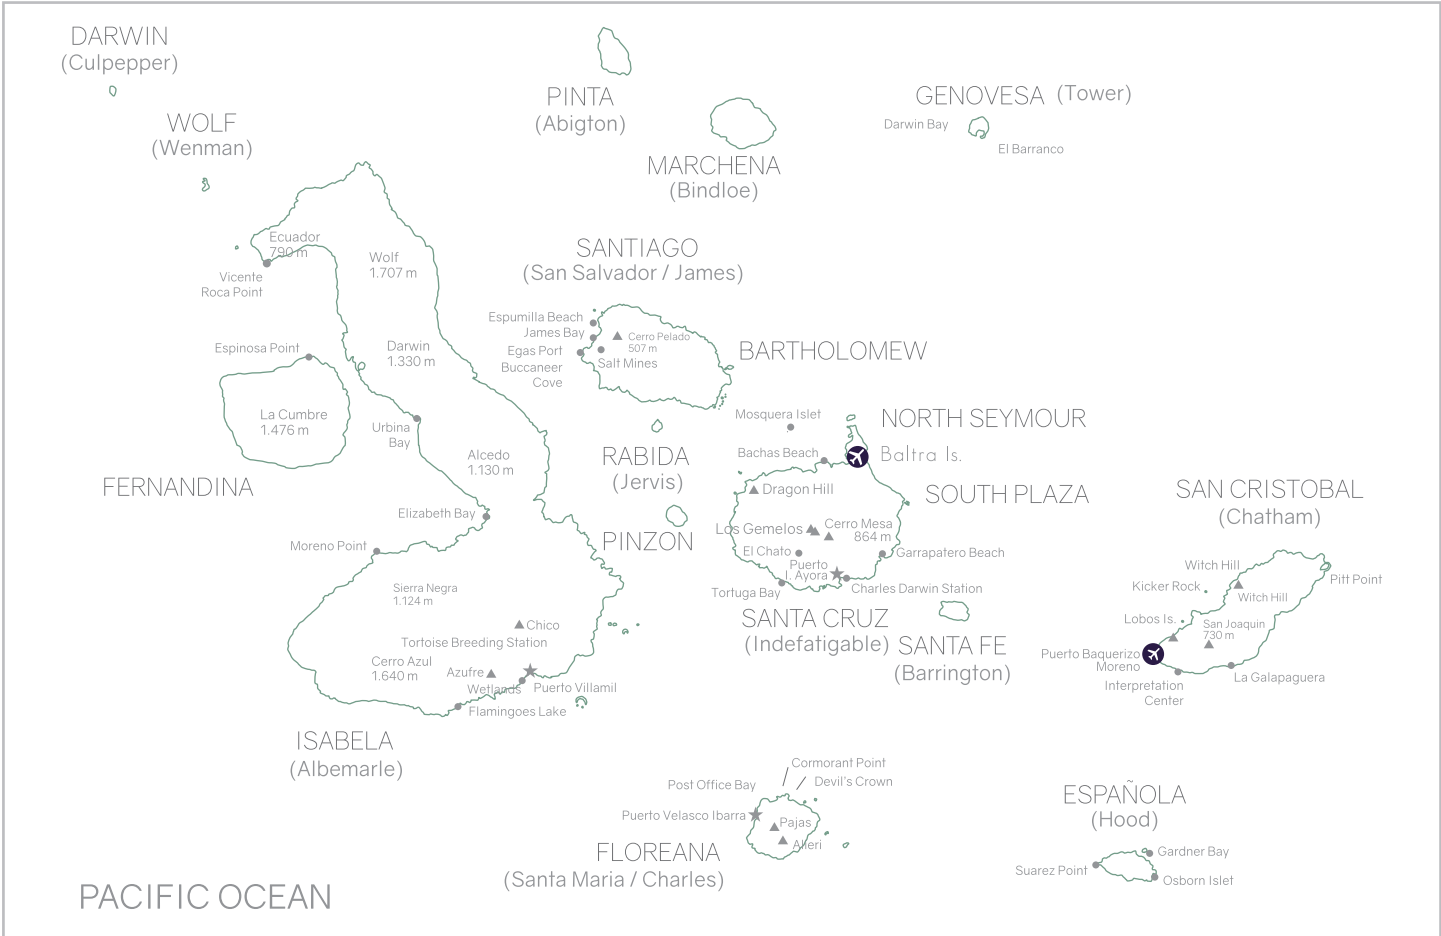 DARWIN
(Culpepper)
WOLF
(Wenman)
PINTA
(Abigton)
MARCHENA
(Bindloe)
GENOVESA (Tower)
Darwin Bay
El Barranco
Ecuador
790 m
Vicente
Roca Point
Wolf
1.707 m
Darwin
1.330 m
Espinosa Point
La Cumbre
1.476 m
FERNANDINA
Urbina
Bay
Alcedo
1.130 m
Elizabeth Bay
Moreno Point
Sierra Negra
1.124 m
Chico
Tortoise Breeding Station
Cerro Azul
1.640 m
Azufre
Wetlands
Puerto Villamil
Flamingoes Lake
ISABELA
(Albemarle)
SANTIAGO
(San Salvador / James)
Espumilla Beach
James Bay
Egas Port
Buccaneer
Cove
Cerro Pelado
507 m
Salt Mines
BARTHOLOMEW
RABIDA
(Jervis)
PINZON
Mosquera Islet
NORTH SEYMOUR
Bachas Beach
Baltra Is.
Dragon Hill
SOUTH PLAZA
Los Gemelos
Cerro Mesa
864 m
El Chato
Garrapatero Beach
Puerto
I. Ayora
Charles Darwin Station
Tortuga Bay
SANTA CRUZ
(Indefatigable)
SANTA FE
(Barrington)
SAN CRISTOBAL
(Chatham)
Witch Hill
Pitt Point
Kicker Rock
Witch Hill
Lobos Is.
San Joaquin
730 m
Puerto Baquerizo
Moreno
La Galapaguera
Interpretation
Center
Cormorant Point
Devil's Crown
Post Office Bay
Puerto Velasco Ibarra
Pajas
Alieri
FLOREANA
(Santa Maria / Charles)
ESPAÑOLA
(Hood)
Gardner Bay
Suarez Point
Osborn Islet
PACIFIC OCEAN